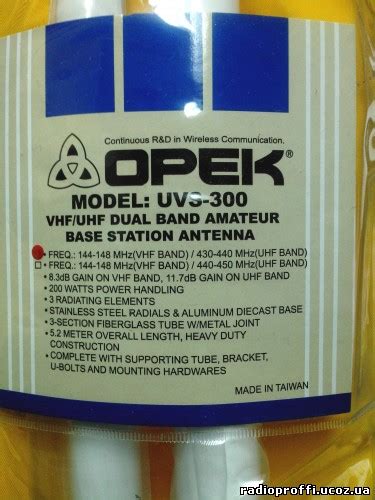 Continuous R&D in Wireless Communication.
OPEK®
MODEL: UVS-300
VHF/UHF DUAL BAND AMATEUR
BASE STATION ANTENNA
• FREQ.: 144-148 MHz(VHF BAND) / 430-440 MHz(UHF BAND)
• FREQ.: 144-148 MHz(VHF BAND) / 440-450 MHz(UHF BAND)
• 8.3dB GAIN ON VHF BAND, 11.7dB GAIN ON UHF BAND
• 200 WATTS POWER HANDLING
• 3 RADIATING ELEMENTS
• STAINLESS STEEL RADIALS & ALUMINUM DIECAST BASE
• 3-SECTION FIBERGLASS TUBE W/METAL JOINT
• 5.2 METER OVERALL LENGTH, HEAVY DUTY
CONSTRUCTION
• COMPLETE WITH SUPPORTING TUBE, BRACKET,
U-BOLTS AND MOUNTING HARDWARES
MADE IN TAIWAN
radioproffi.ucoz.ua